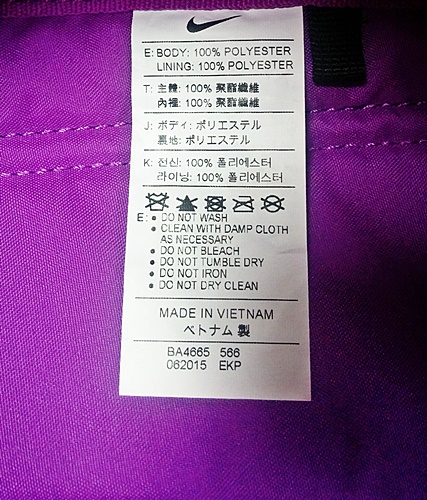 E: BODY: 100% POLYESTER
LINING: 100% POLYESTER
T: 主體: 100% 聚酯纖維
內裡: 100% 聚酯纖維
J: ボディ: ポリエステル
裏地: ポリエステル
K: 전신: 100% 폴리에스터
라이닝: 100% 폴리에스터
E: • DO NOT WASH
• CLEAN WITH DAMP CLOTH
AS NECESSARY
• DO NOT BLEACH
• DO NOT TUMBLE DRY
• DO NOT IRON
• DO NOT DRY CLEAN
MADE IN VIETNAM
ベトナム 製
BA4665 566
062015 EKP